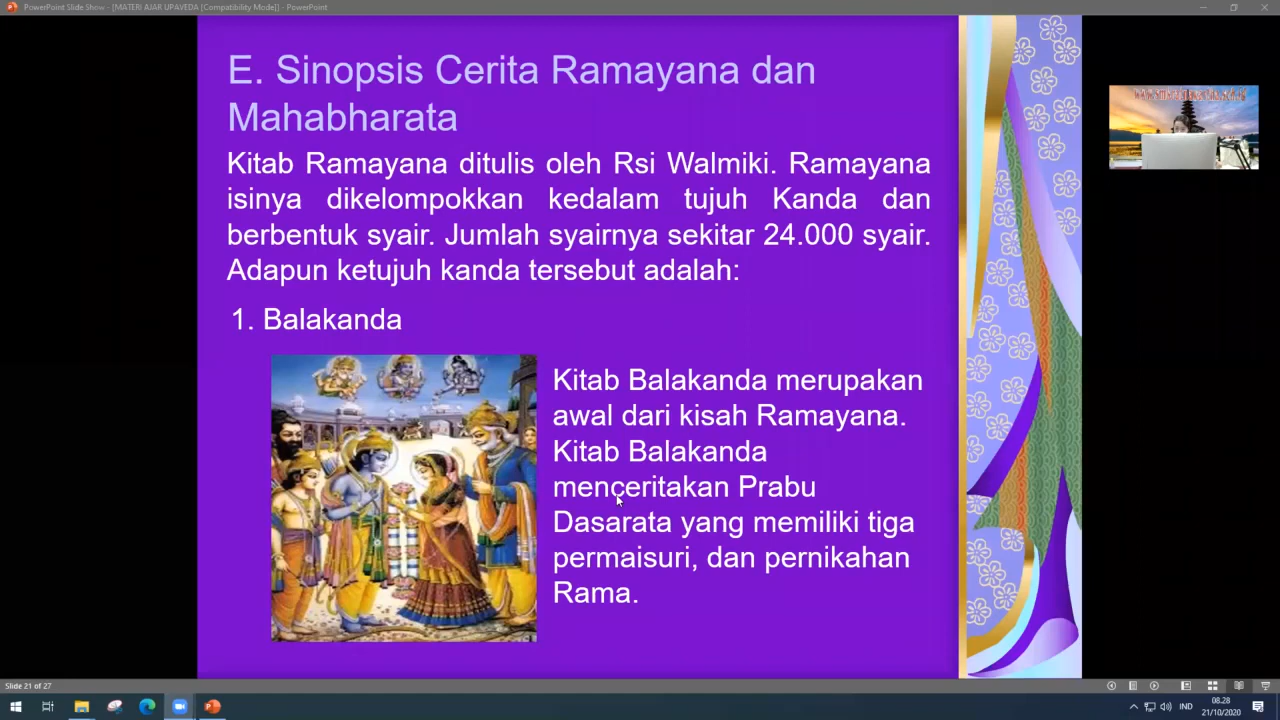 PowerPoint Slide Show - [MATERI AJAR UPAVEDA [Compatibility Mode]] - PowerPoint
E. Sinopsis Cerita Ramayana dan
Mahabharata
Kitab Ramayana ditulis oleh Rsi Walmiki. Ramayana
isinya dikelompokkan kedalam tujuh Kanda dan
berbentuk syair. Jumlah syairnya sekitar 24.000 syair.
Adapun ketujuh kanda tersebut adalah:
1. Balakanda
Kitab Balakanda merupakan
awal dari kisah Ramayana.
Kitab Balakanda
menceritakan Prabu
Dasarata yang memiliki tiga
permaisuri, dan pernikahan
Rama.
Slide 21 of 27
IND
08.28
21/10/2020